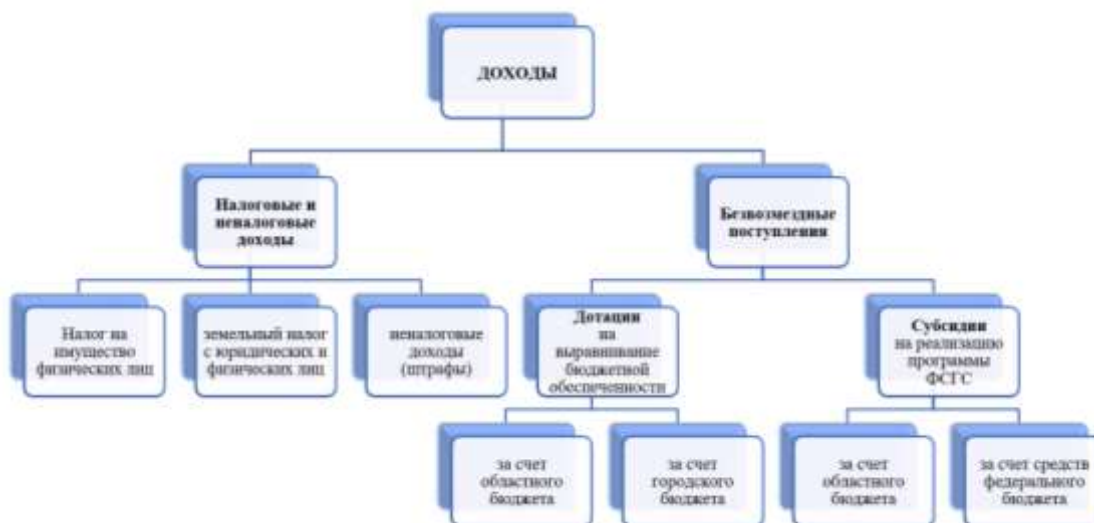 ДОХОДЫ
Налоговые и
неналоговые
доходы
Безвозмездные
поступления
Налог на
имущество
физических лиц
земельный налог
с юридических и
физических лиц
неналоговые
доходы
(штрафы)
Дотации
на
выравнивание
бюджетной
обеспеченности
Субсидии
на реализацию
программы
ФСГС
за счет
областного
бюджета
за счет
городского
бюджета
за счет
областного
бюджета
за счет средств
федерального
бюджета